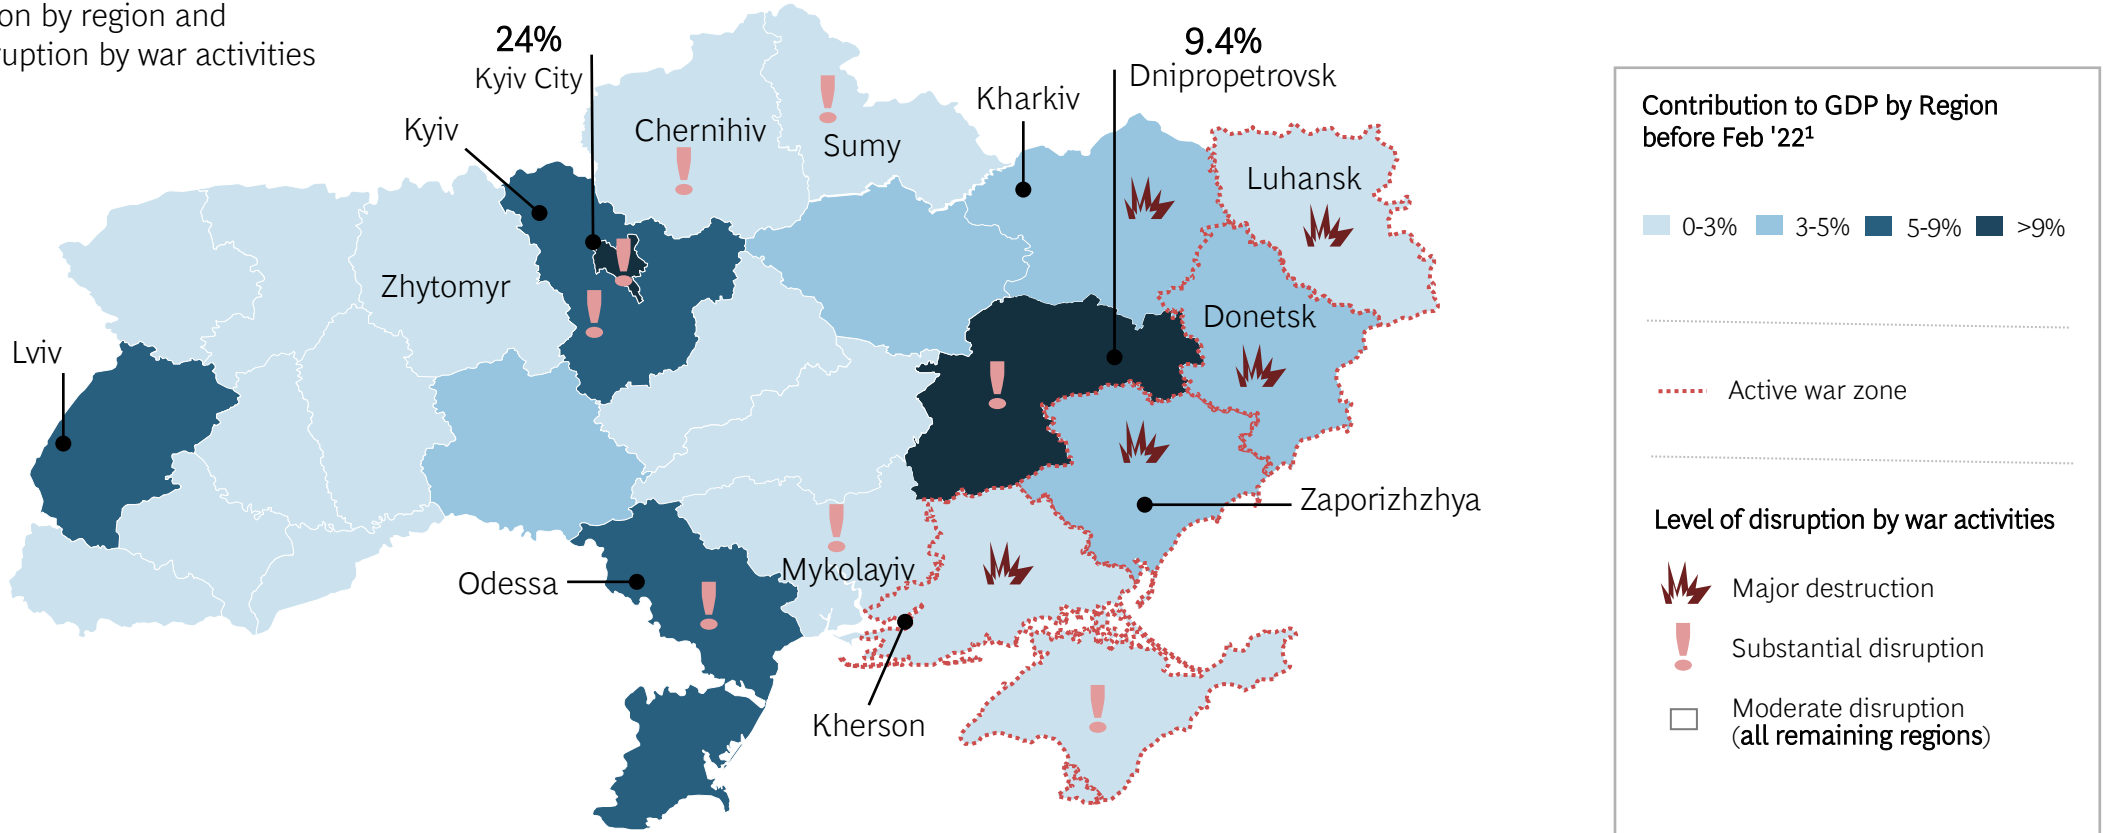 on by region and
uption by war activities
24%
Kyiv City
Kyiv
Chernihiv
Sumy
Kharkiv
9.4%
Dnipropetrovsk
Luhansk
Zhytomyr
Donetsk
Lviv
Zaporizhzhya
Mykolayiv
Odessa
Kherson
Contribution to GDP by Region
before Feb '22¹
0-3%
3-5%
5-9%
>9%
Active war zone
Level of disruption by war activities
Major destruction
Substantial disruption
Moderate disruption
(all remaining regions)